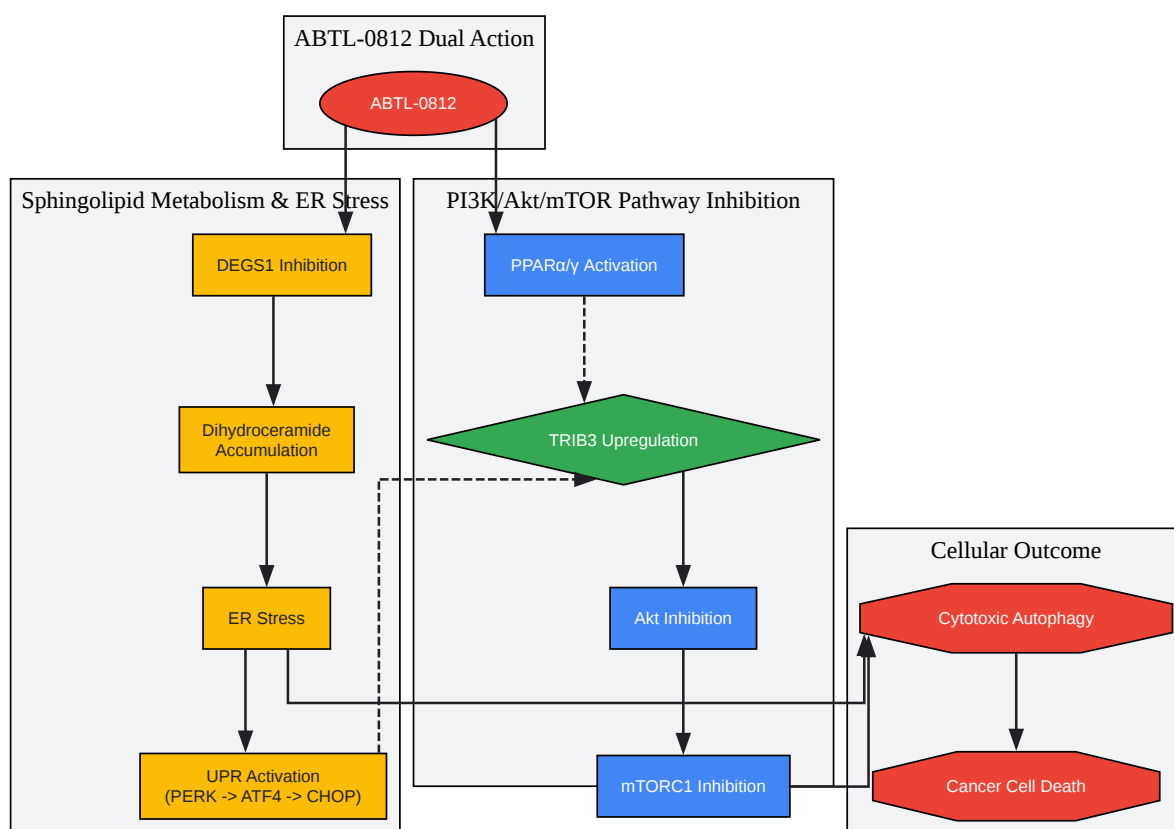 ABTL-0812 Dual Action
ABTL-0812
Sphingolipid Metabolism & ER Stress
DEGS1 Inhibition
Dihydroceramide
Accumulation
ER Stress
UPR Activation
(PERK -> ATF4 -> CHOP)
PI3K/Akt/mTOR Pathway Inhibition
PPARα/γ Activation
TRIB3 Upregulation
Akt Inhibition
mTORC1 Inhibition
Cellular Outcome
Cytotoxic Autophagy
Cancer Cell Death